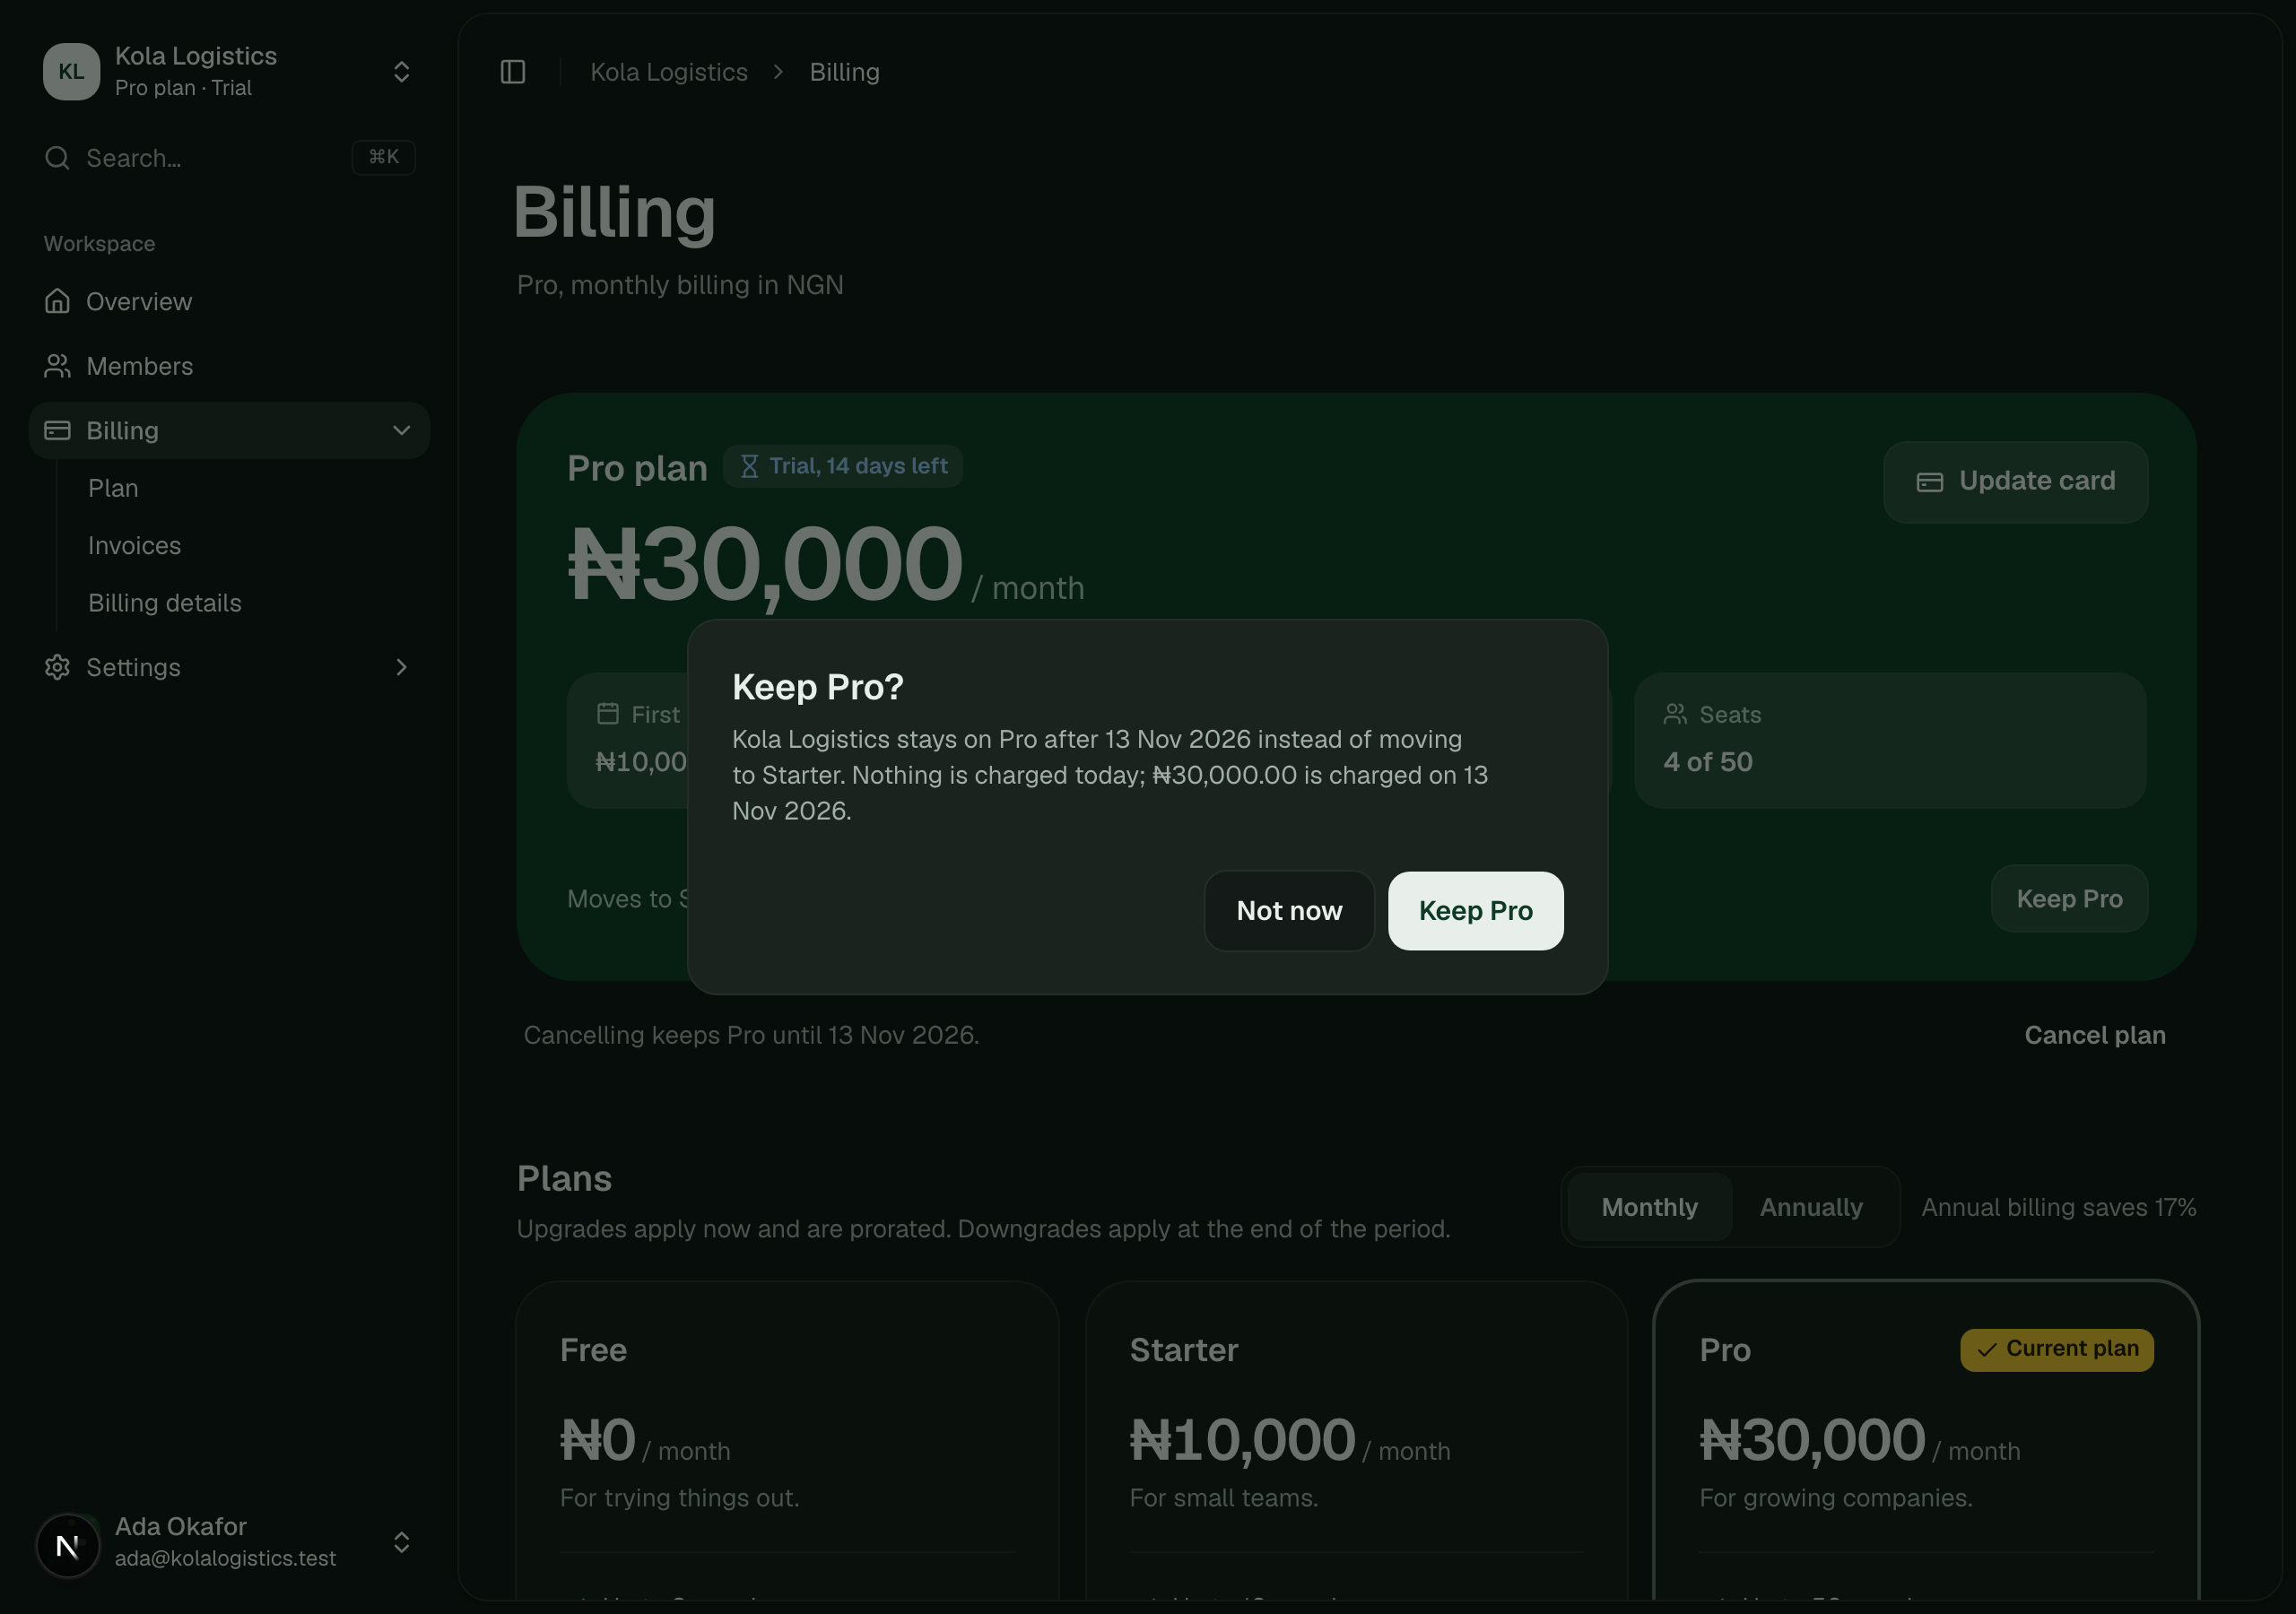 KL
Kola Logistics
Pro plan · Trial
Search...
⌘K
Workspace
Overview
Members
Billing
Plan
Invoices
Billing details
Settings
Ada Okafor
ada@kolalogistics.test
N
Kola Logistics > Billing
Billing
Pro, monthly billing in NGN
Pro plan
Trial, 14 days left
Update card
₦30,000 / month
First
₦10,00
Seats
4 of 50
Moves to
Keep Pro
Keep Pro?
Kola Logistics stays on Pro after 13 Nov 2026 instead of moving
to Starter. Nothing is charged today; ₦30,000.00 is charged on 13
Nov 2026.
Not now
Keep Pro
Cancelling keeps Pro until 13 Nov 2026.
Cancel plan
Plans
Upgrades apply now and are prorated. Downgrades apply at the end of the period.
Monthly
Annually
Annual billing saves 17%
Free
₦0 / month
For trying things out.
Starter
₦10,000 / month
For small teams.
Pro
Current plan
₦30,000 / month
For growing companies.